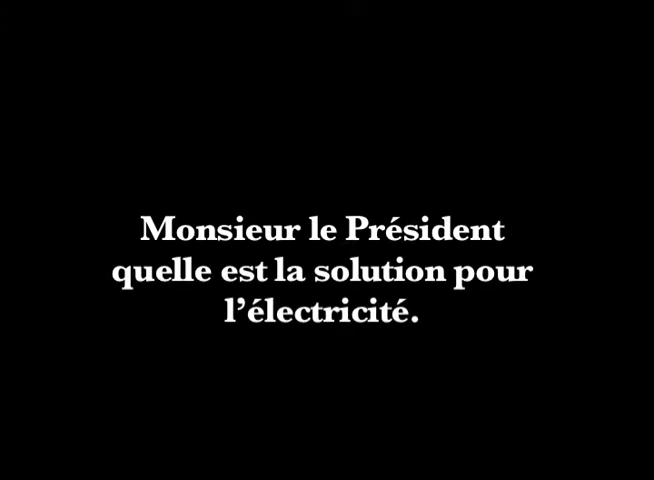 Monsieur le Président
quelle est la solution pour
l’électricité.